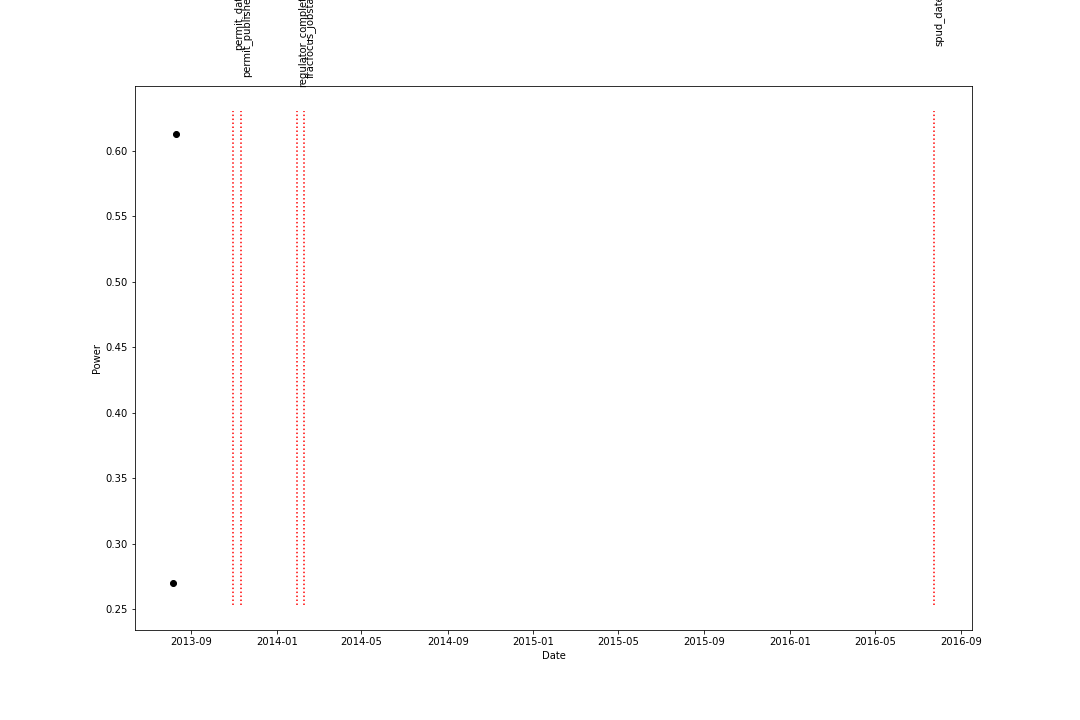 permit_da
permit_publishe
regulator_complet
fracfocus_jobsta
spud_date
0.60
0.55
0.50
0.45
0.40
0.35
0.30
0.25
Power
2013-09
2014-01
2014-05
2014-09
2015-01
2015-05
2015-09
2016-01
2016-05
2016-09
Date